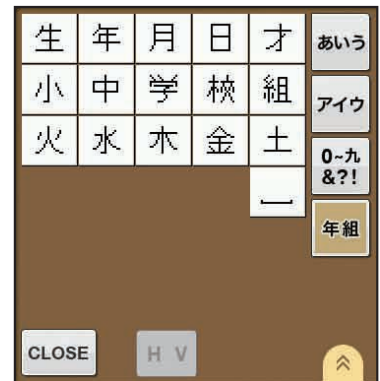 生 年 月 日 才 あいう
小 中 学 校 組 アイウ
火 水 木 金 土 0~九
&?!
年組
CLOSE H V